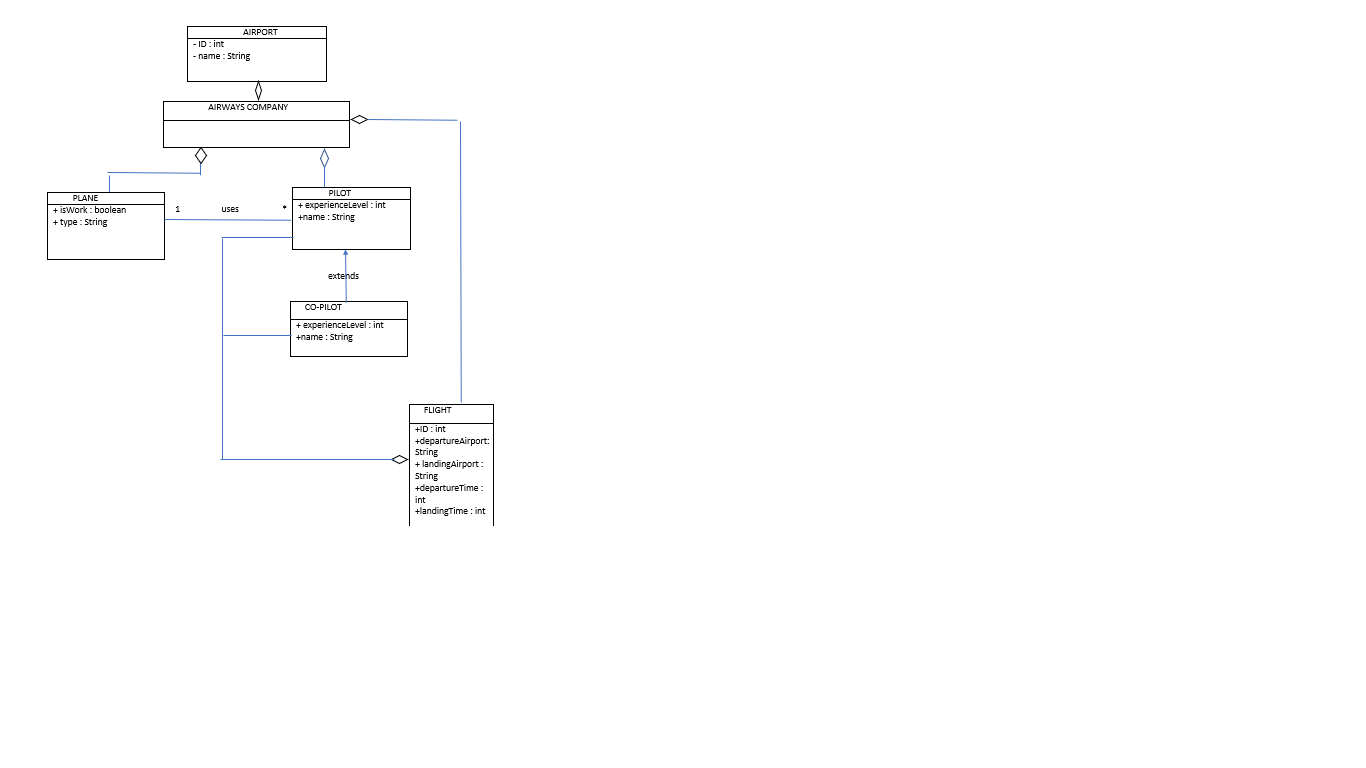 AIRPORT
- ID : int
- name : String
AIRWAYS COMPANY
PLANE
+ isWork : boolean
+ type : String
1 uses *
PILOT
+ experienceLevel : int
+name : String
extends
CO-PILOT
+ experienceLevel : int
+name : String
FLIGHT
+ID : int
+departureAirport:
String
+ landingAirport :
String
+departureTime :
int
+landingTime : int